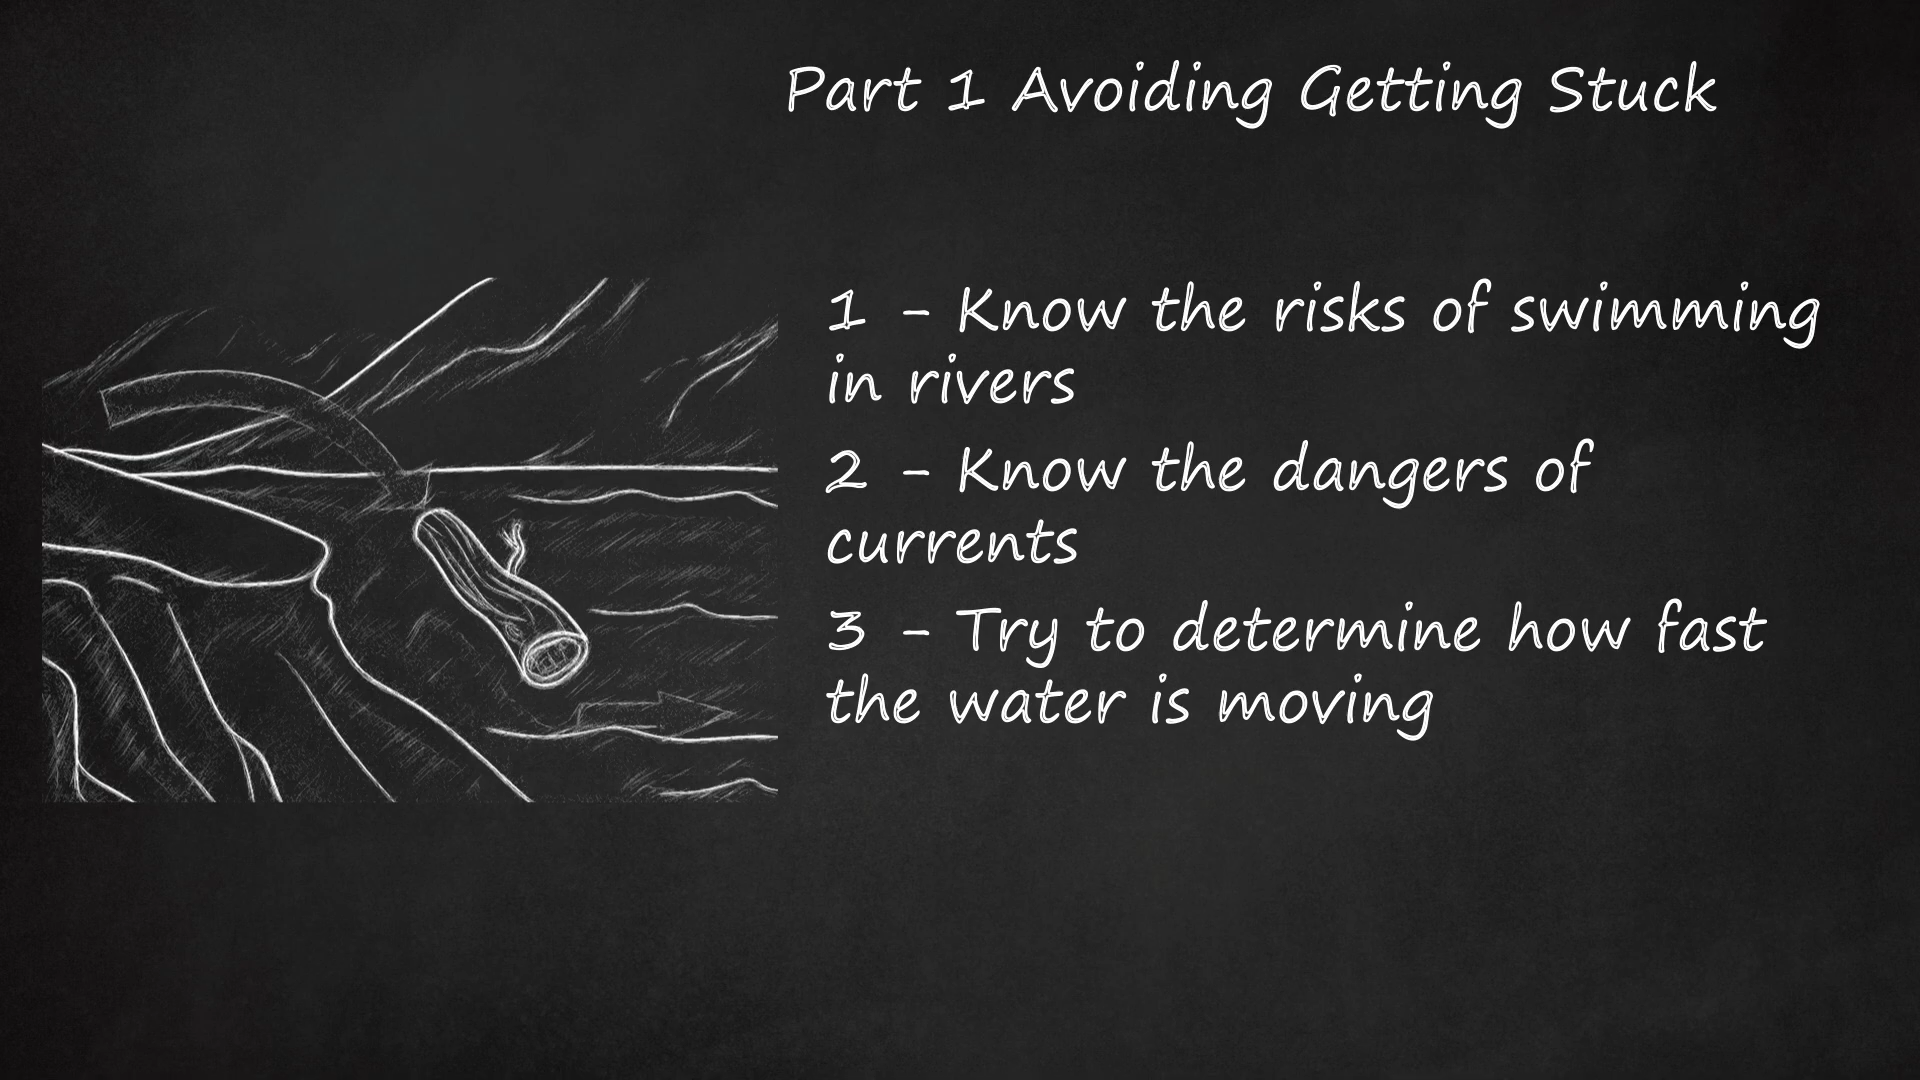 Part 1 Avoiding Getting Stuck
1 - Know the risks of swimming
in rivers
2 - Know the dangers of
currents
3 - Try to determine how fast
the water is moving